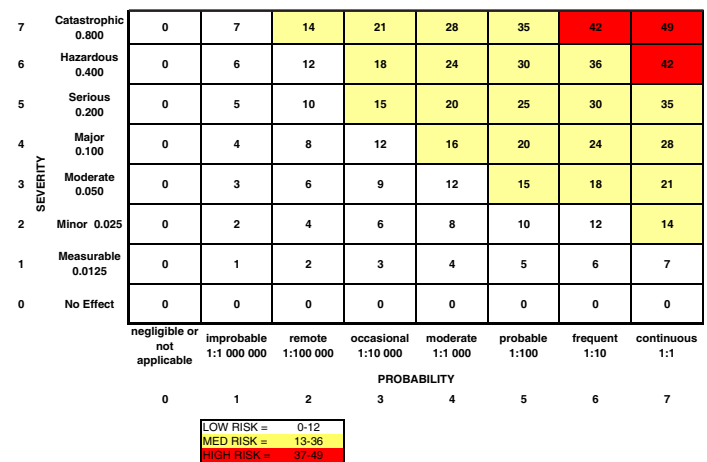 7 Catastrophic 0.800 0 7 14 21 28 35 42 49
6 Hazardous 0.400 0 6 12 18 24 30 36 42
5 Serious 0.200 0 5 10 15 20 25 30 35
4 Major 0.100 0 4 8 12 16 20 24 28
SEVERITY
3 Moderate 0.050 0 3 6 9 12 15 18 21
2 Minor 0.025 0 2 4 6 8 10 12 14
1 Measurable 0.0125 0 1 2 3 4 5 6 7
0 No Effect 0 0 0 0 0 0 0 0
negligible or not applicable improbable 1:1 000 000 remote 1:100 000 occasional 1:10 000 moderate 1:1 000 probable 1:100 frequent 1:10 continuous 1:1
PROBABILITY
0 1 2 3 4 5 6 7
LOW RISK = 0-12
MED RISK = 13-36
HIGH RISK = 37-49